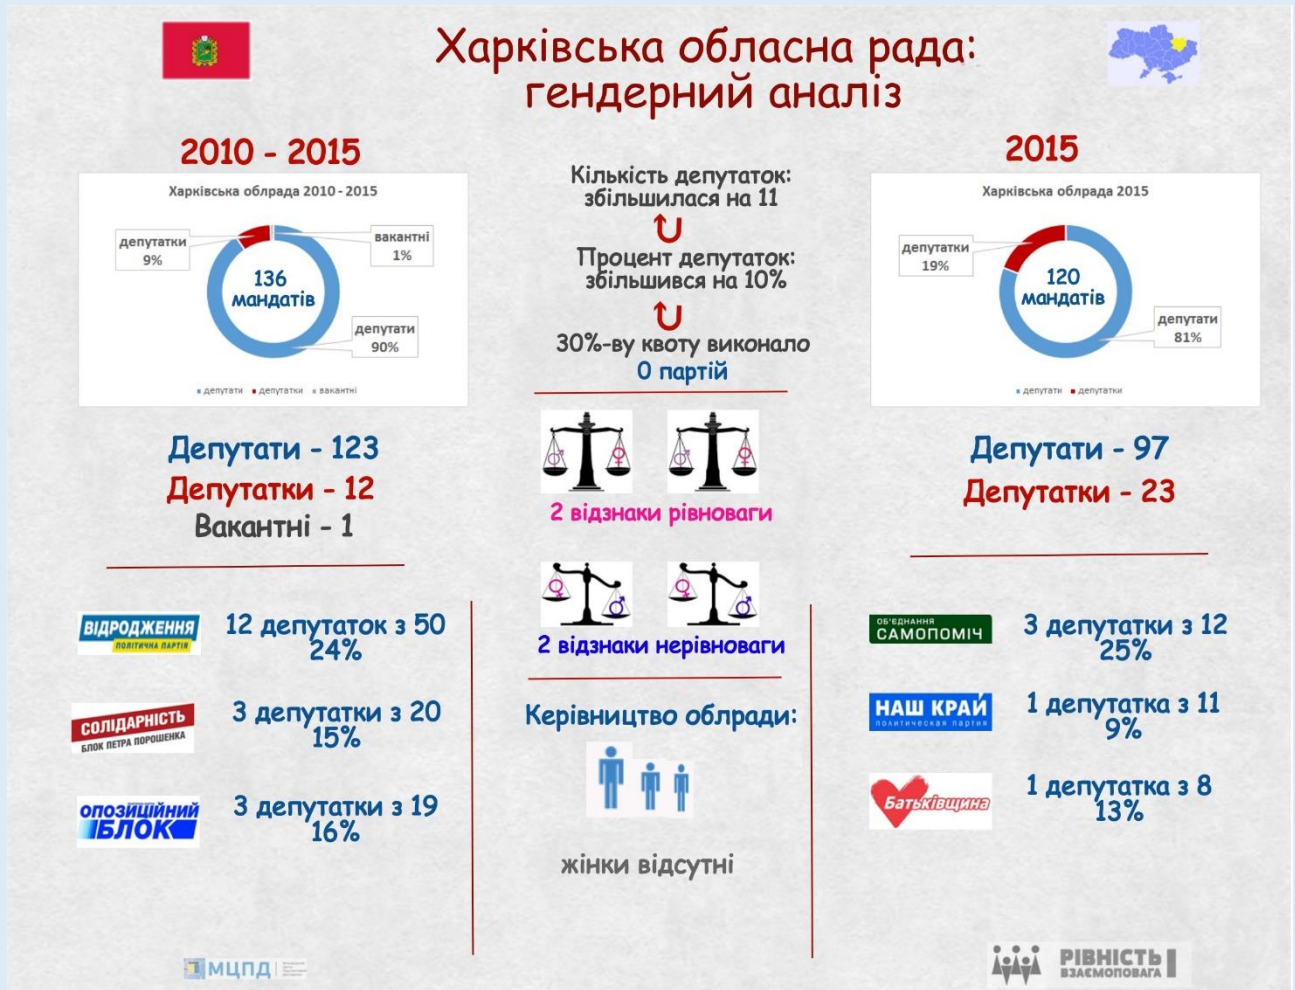 Харківська обласна рада:
гендерний аналіз
2010 - 2015
Харківська облрада 2010 - 2015
депутатки
9%
вакантні
1%
136
мандатів
депутати
90%
депутати депутатки вакантні
Депутати - 123
Депутатки - 12
Вакантні - 1
Кількість депутаток:
збільшилася на 11
Процент депутаток:
збільшився на 10%
30%-ву квоту виконало
0 партій
2 відзнаки рівноваги
2 відзнаки нерівноваги
2015
Харківська облрада 2015
депутатки
19%
120
мандатів
депутати
81%
депутати депутатки
Депутати - 97
Депутатки - 23
ВІДРОДЖЕННЯ
ПОЛІТИЧНА ПАРТІЯ
12 депутаток з 50
24%
СОЛІДАРНІСТЬ
БЛОК ПЕТРА ПОРОШЕНКА
3 депутатки з 20
15%
ОПОЗИЦІЙНИЙ
БЛОК
3 депутатки з 19
16%
Керівництво облради:
жінки відсутні
ОБ'ЄДНАННЯ
САМОПОМІЧ
3 депутатки з 12
25%
НАШ КРАЙ
политическая партия
1 депутатка з 11
9%
Батьківщина
1 депутатка з 8
13%
МЦПД
РІВНІСТЬ
ВЗАЄМОПОВАГА